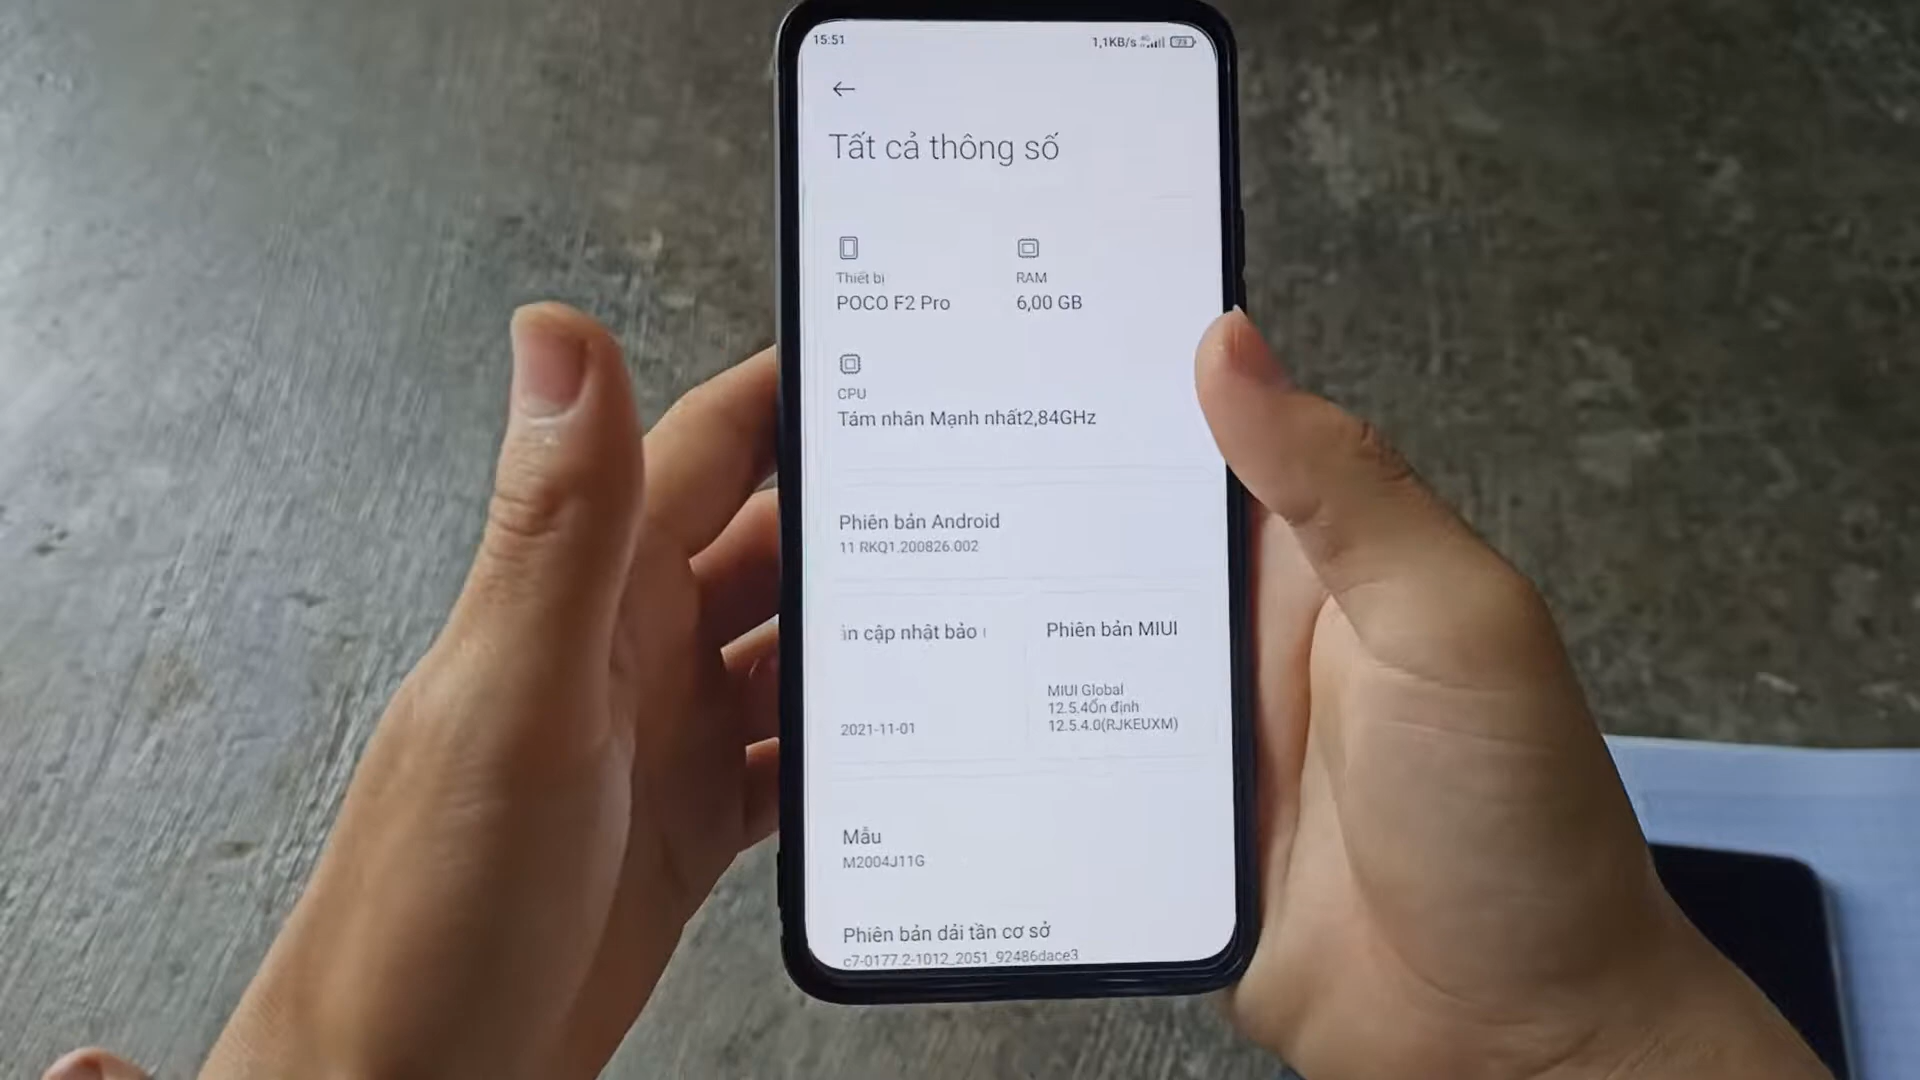 15:51
1,1KB/s 4G
Tất cả thông số
Thiết bị
POCO F2 Pro
RAM
6,00 GB
CPU
Tám nhân Mạnh nhất2,84GHz
Phiên bản Android
11 RKQ1.200826.002
cập nhật bảo
2021-11-01
Phiên bản MIUI
MIUI Global
12.5.4Ổn định
12.5.4.0(RJKEUXM)
Mẫu
M2004J11G
Phiên bản dải tần cơ sở
c7-0177.2-1012_2051_92486dace3